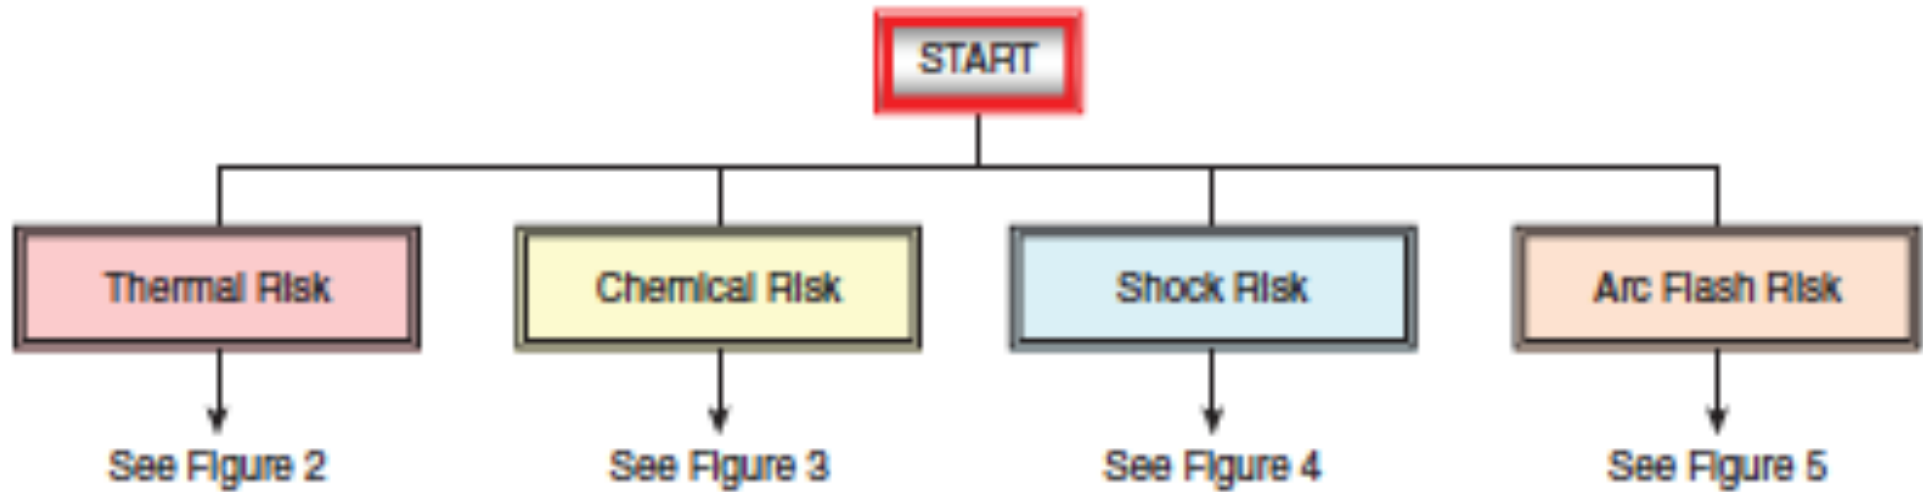 START
Thermal Risk
Chemical Risk
Shock Risk
Arc Flash Risk
See Figure 2
See Figure 3
See Figure 4
See Figure 5